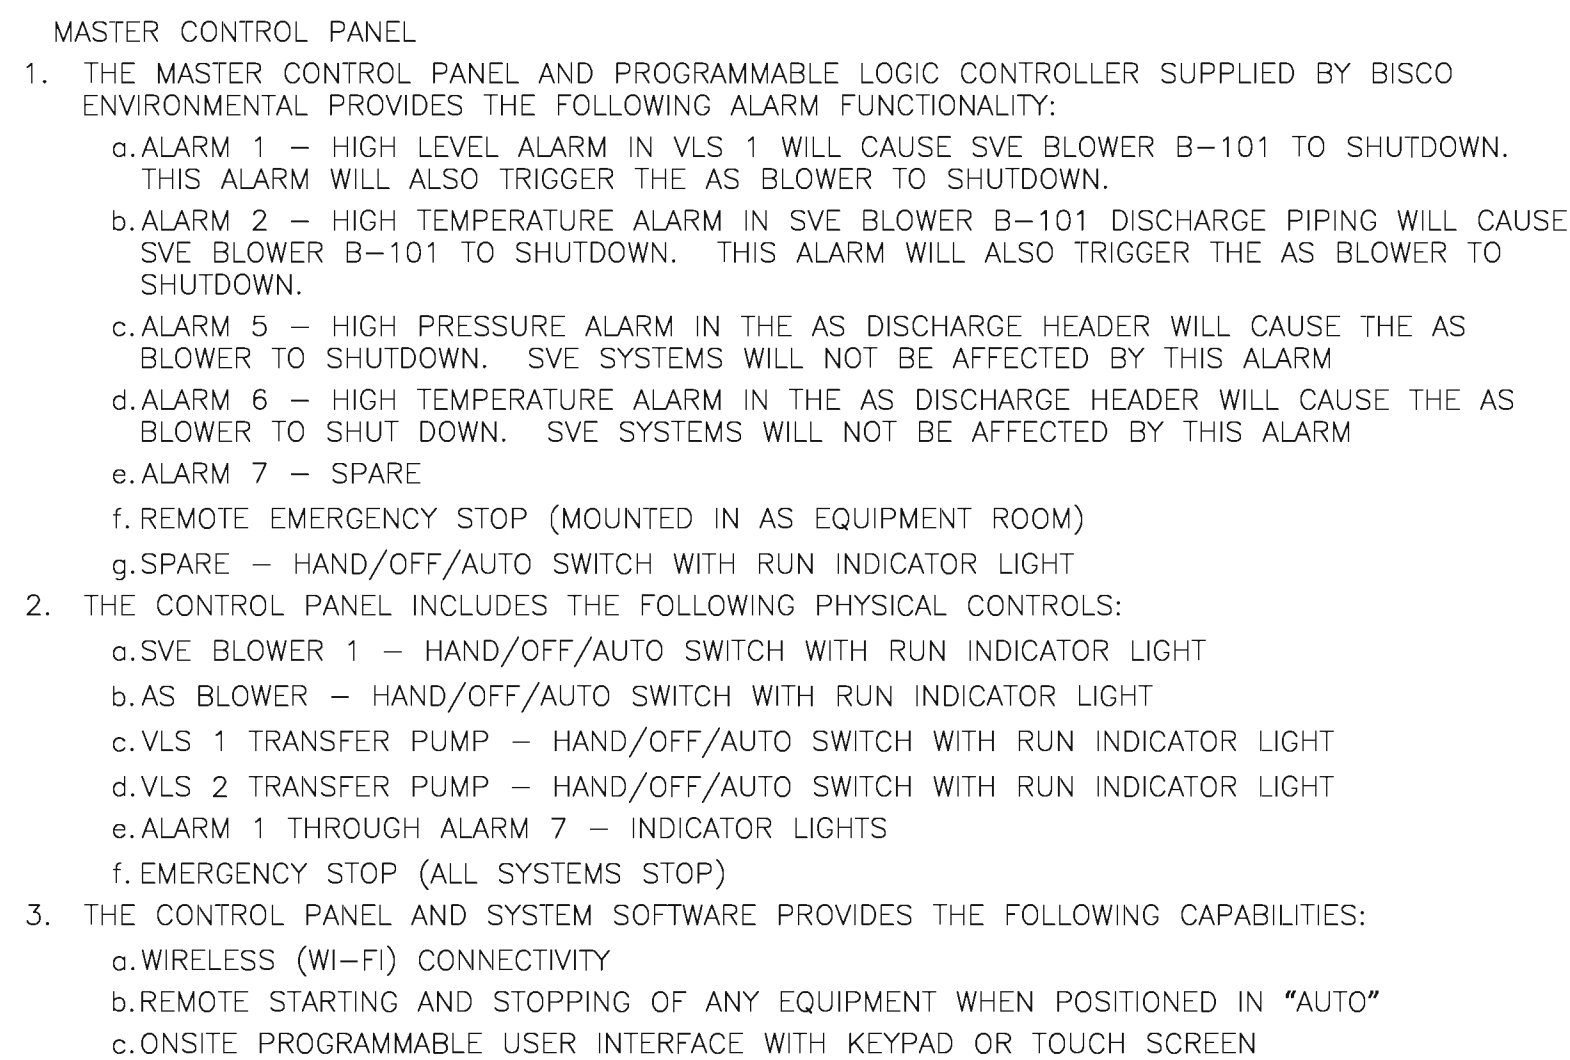 MASTER CONTROL PANEL
1. THE MASTER CONTROL PANEL AND PROGRAMMABLE LOGIC CONTROLLER SUPPLIED BY BISCO
ENVIRONMENTAL PROVIDES THE FOLLOWING ALARM FUNCTIONALITY:
a. ALARM 1 – HIGH LEVEL ALARM IN VLS 1 WILL CAUSE SVE BLOWER B–101 TO SHUTDOWN.
THIS ALARM WILL ALSO TRIGGER THE AS BLOWER TO SHUTDOWN.
b. ALARM 2 – HIGH TEMPERATURE ALARM IN SVE BLOWER B–101 DISCHARGE PIPING WILL CAUSE
SVE BLOWER B–101 TO SHUTDOWN. THIS ALARM WILL ALSO TRIGGER THE AS BLOWER TO
SHUTDOWN.
c. ALARM 5 – HIGH PRESSURE ALARM IN THE AS DISCHARGE HEADER WILL CAUSE THE AS
BLOWER TO SHUTDOWN. SVE SYSTEMS WILL NOT BE AFFECTED BY THIS ALARM
d. ALARM 6 – HIGH TEMPERATURE ALARM IN THE AS DISCHARGE HEADER WILL CAUSE THE AS
BLOWER TO SHUT DOWN. SVE SYSTEMS WILL NOT BE AFFECTED BY THIS ALARM
e. ALARM 7 – SPARE
f. REMOTE EMERGENCY STOP (MOUNTED IN AS EQUIPMENT ROOM)
g. SPARE – HAND/OFF/AUTO SWITCH WITH RUN INDICATOR LIGHT
2. THE CONTROL PANEL INCLUDES THE FOLLOWING PHYSICAL CONTROLS:
a. SVE BLOWER 1 – HAND/OFF/AUTO SWITCH WITH RUN INDICATOR LIGHT
b. AS BLOWER – HAND/OFF/AUTO SWITCH WITH RUN INDICATOR LIGHT
c. VLS 1 TRANSFER PUMP – HAND/OFF/AUTO SWITCH WITH RUN INDICATOR LIGHT
d. VLS 2 TRANSFER PUMP – HAND/OFF/AUTO SWITCH WITH RUN INDICATOR LIGHT
e. ALARM 1 THROUGH ALARM 7 – INDICATOR LIGHTS
f. EMERGENCY STOP (ALL SYSTEMS STOP)
3. THE CONTROL PANEL AND SYSTEM SOFTWARE PROVIDES THE FOLLOWING CAPABILITIES:
a. WIRELESS (WI–FI) CONNECTIVITY
b. REMOTE STARTING AND STOPPING OF ANY EQUIPMENT WHEN POSITIONED IN "AUTO"
c. ONSITE PROGRAMMABLE USER INTERFACE WITH KEYPAD OR TOUCH SCREEN